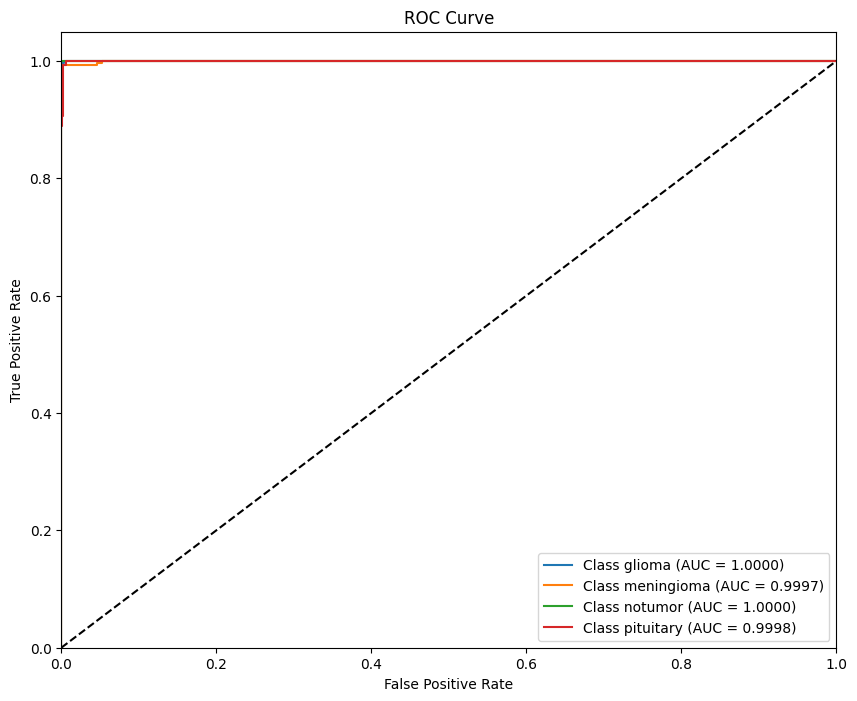 ROC Curve
True Positive Rate
1.0
0.8
0.6
0.4
0.2
0.0
Class glioma (AUC = 1.0000)
Class meningioma (AUC = 0.9997)
Class notumor (AUC = 1.0000)
Class pituitary (AUC = 0.9998)
0.0 0.2 0.4 0.6 0.8 1.0
False Positive Rate